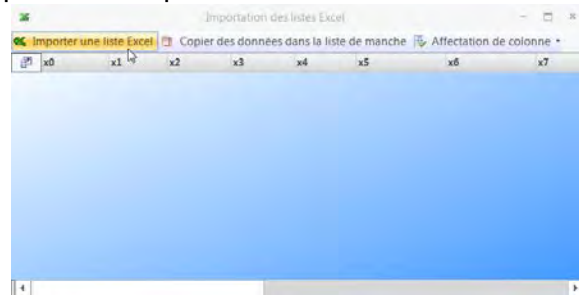 Importation des listes Excel
Importer une liste Excel Copier des données dans la liste de manche Affectation de colonne
x0 x1 x2 x3 x4 x5 x6 x7